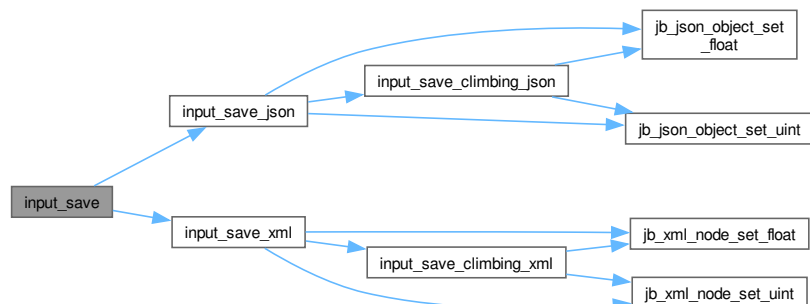 jb_json_object_set
_float
input_save_climbing_json
input_save_json
jb_json_object_set_uint
input_save
input_save_xml
jb_xml_node_set_float
input_save_climbing_xml
jb_xml_node_set_uint